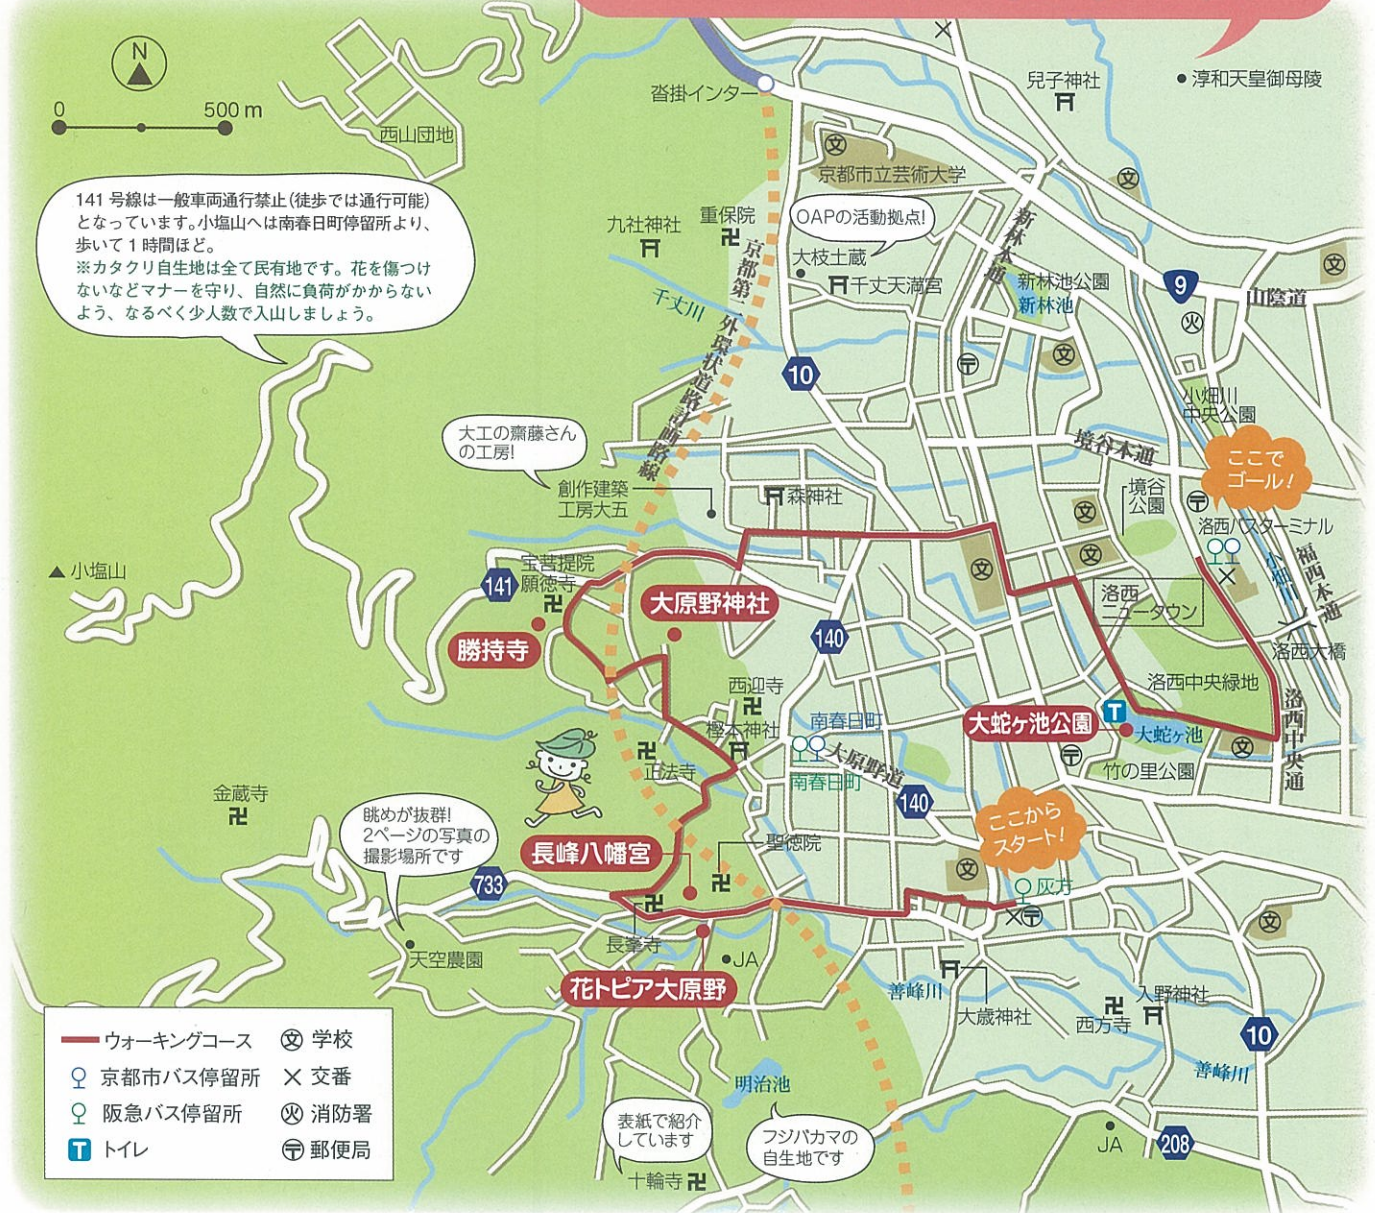 N
0 500 m
西山団地
141 号線は一般車両通行禁止(徒歩では通行可能)
となっています。小塩山へは南春日町停留所より、
歩いて 1 時間ほど。
※カタクリ自生地は全て民有地です。花を傷つけ
ないなどマナーを守り、自然に負荷がかからない
よう、なるべく少人数で入山しましょう。
沓掛インター
兒子神社
淳和天皇御母陵
文
京都市立芸術大学
文
OAPの活動拠点!
九社神社
重保院
大枝土蔵
千丈天満宮
千丈川
京都第二外環状道路計画路線
新林本通
新林池公園
新林池
9
山陰道
文
火
文
〒
10
小畑川
中央公園
境谷本通
ここで
ゴール!
大工の齋藤さん
の工房!
創作建築
工房大五
森神社
境谷
公園
文
文
文
〒
洛西バスターミナル
小畑川
福西本通
洛西
ニュータウン
洛西大橋
小塩山
141
宝菩提院
願徳寺
勝持寺
大原野神社
140
西迎寺
樫本神社
南春日町
南春日町
大原野道
正法寺
洛西中央緑地
T
大蛇ヶ池公園
大蛇ヶ池
文
洛西中央通
〒
竹の里公園
140
金蔵寺
眺めが抜群!
2ページの写真の
撮影場所です
長峰八幡宮
聖徳院
ここから
スタート!
文
灰方
〒
733
長峯寺
天空農園
JA
花トピア大原野
善峰川
大歳神社
文
西方寺
入野神社
10
善峰川
明治池
表紙で紹介
しています
フジバカマの
自生地です
十輪寺
JA
208
ウォーキングコース
文 学校
京都市バス停留所
交番
阪急バス停留所
火 消防署
T トイレ
〒 郵便局